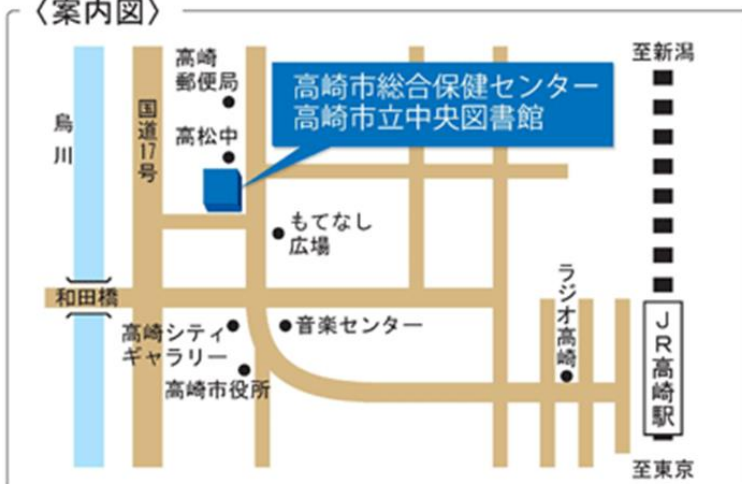 〈案内図〉
至新潟
高崎
郵便局
高崎市総合保健センター
高崎市立中央図書館
国道17号
烏川
高松中
もてなし
広場
和田橋
ラジオ高崎
高崎シティ
ギャラリー
音楽センター
JR高崎駅
高崎市役所
至東京